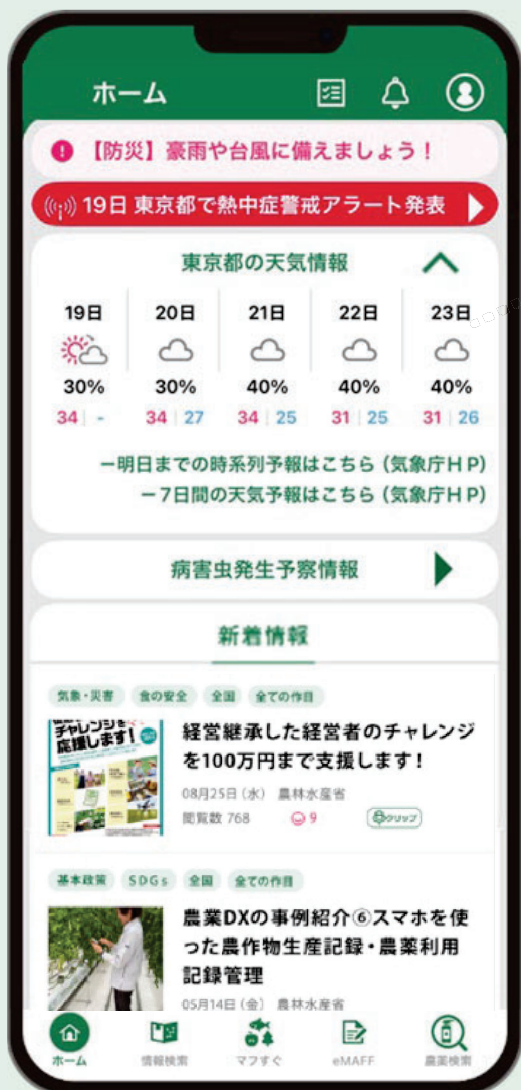 ホーム
【防災】豪雨や台風に備えましょう！
19日 東京都で熱中症警戒アラート発表
東京都の天気情報
19日 20日 21日 22日 23日
30% 30% 40% 40% 40%
34 | - 34 | 27 34 | 25 31 | 25 31 | 26
ー明日までの時系列予報はこちら（気象庁ＨＰ）
ー7日間の天気予報はこちら（気象庁ＨＰ）
病害虫発生予察情報
新着情報
気象・災害 食の安全 全国 全ての作目
チャレンジを
応援します！
経営継承した経営者のチャレンジ
を100万円まで支援します！
08月25日（水） 農林水産省
閲覧数 768 9 クリップ
基本政策 SDGs 全国 全ての作目
農業DXの事例紹介⑥スマホを使
った農作物生産記録・農薬利用
記録管理
05月14日（金） 農林水産省
ホーム 情報検索 マフすぐ eMAFF 農薬検索